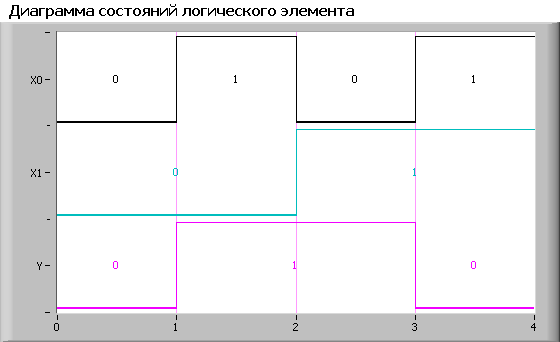 Диаграмма состояний логического элемента
X0 0 1 0 1
X1 0 1
Y 0 1 0
0 1 2 3 4